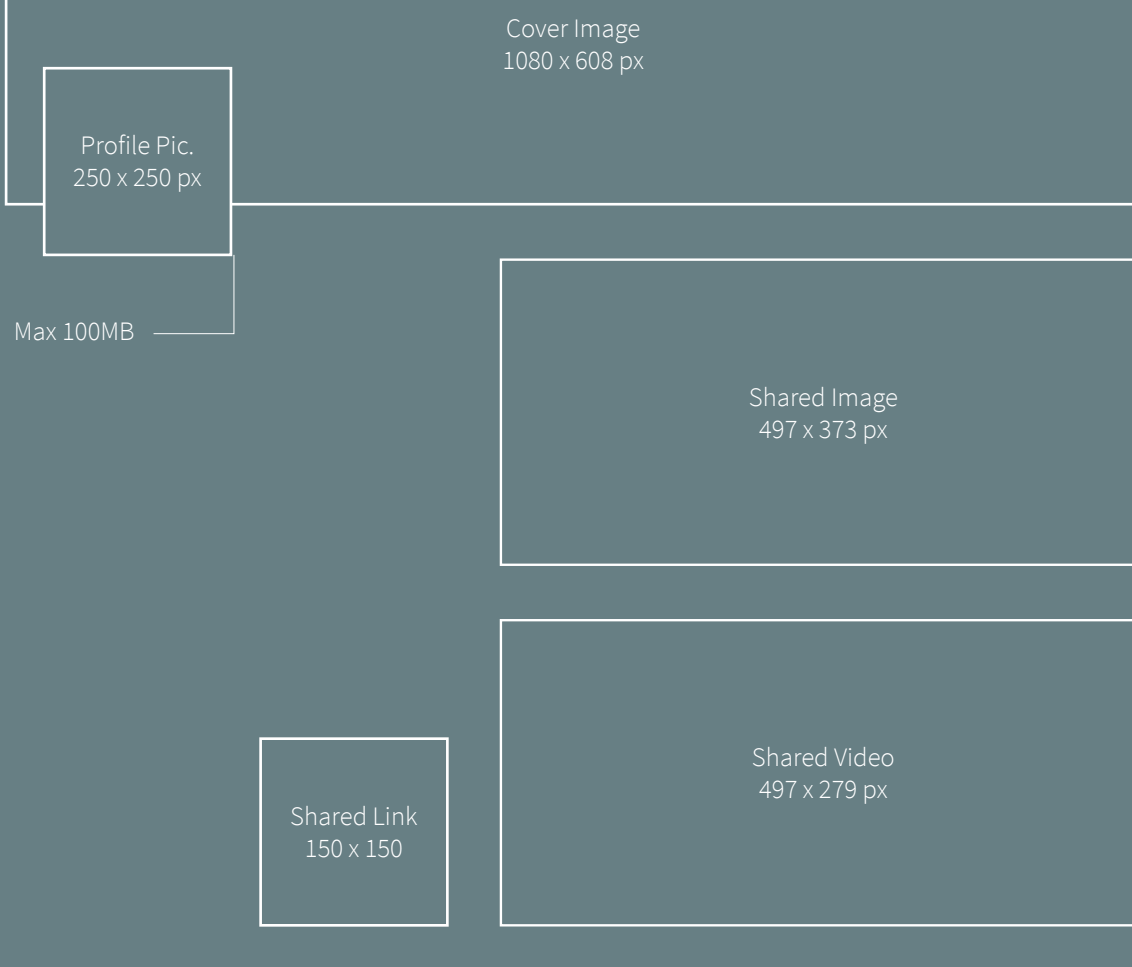 Cover Image
1080 x 608 px
Profile Pic.
250 x 250 px
Max 100MB
Shared Image
497 x 373 px
Shared Video
497 x 279 px
Shared Link
150 x 150